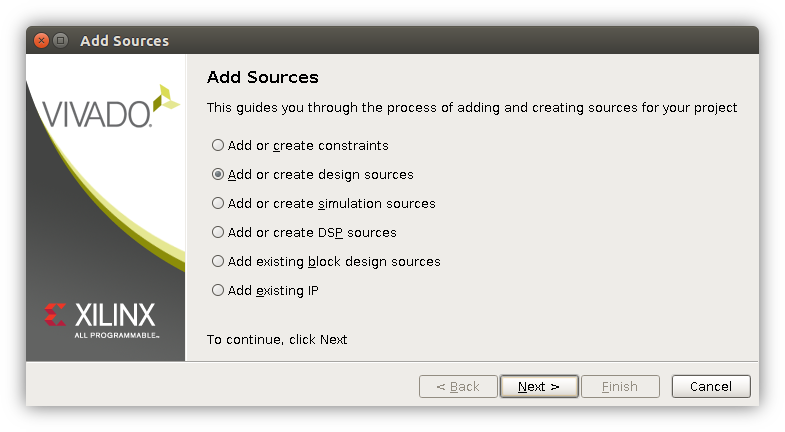 Add Sources
VIVADO.
Add Sources
This guides you through the process of adding and creating sources for your project
Add or create constraints
Add or create design sources
Add or create simulation sources
Add or create DSP sources
Add existing block design sources
Add existing IP
XILINX
ALL PROGRAMMABLE™
To continue, click Next
< Back
Next >
Finish
Cancel